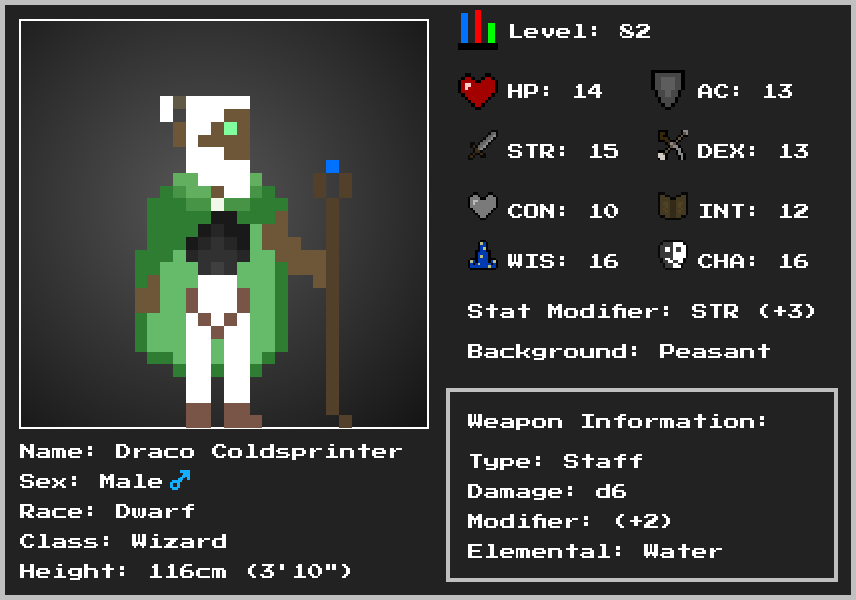 Level: 82
HP: 14
AC: 13
STR: 15
DEX: 13
CON: 10
INT: 12
WIS: 16
CHA: 16
Stat Modifier: STR (+3)
Background: Peasant
Weapon Information:
Type: Staff
Damage: d6
Modifier: (+2)
Elemental: Water
Name: Draco Coldsprinter
Sex: Male♂
Race: Dwarf
Class: Wizard
Height: 116cm (3'10")